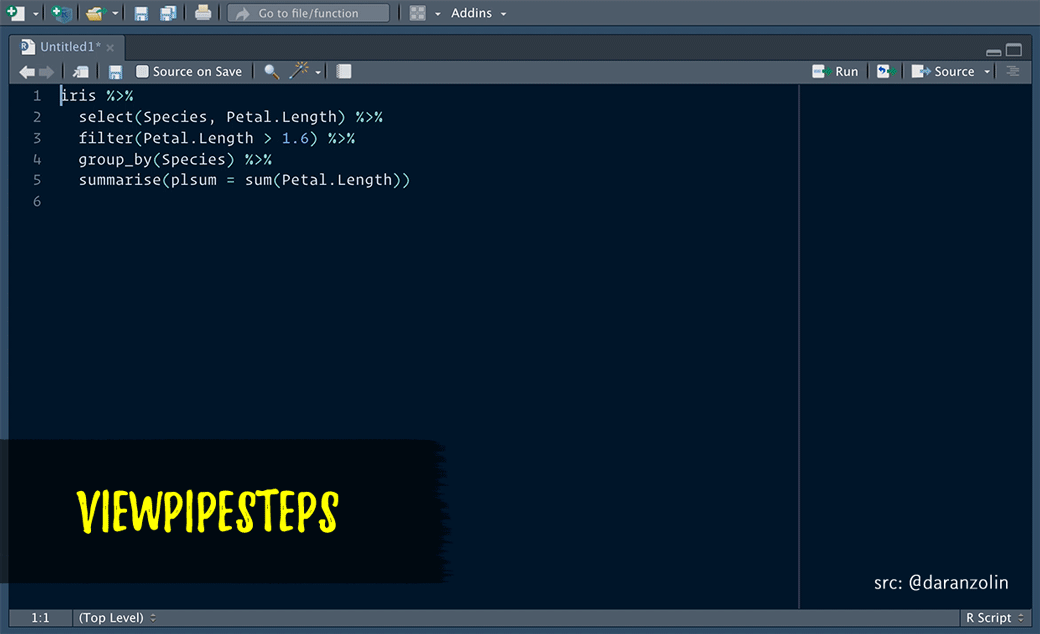 Go to file/function
Addins
Untitled1*
Source on Save
Run
Source
1 iris %>%
2 select(Species, Petal.Length) %>%
3 filter(Petal.Length > 1.6) %>%
4 group_by(Species) %>%
5 summarise(plsum = sum(Petal.Length))
6
VIEWPIPESTEPS
src: @daranzolin
1:1
(Top Level)
R Script